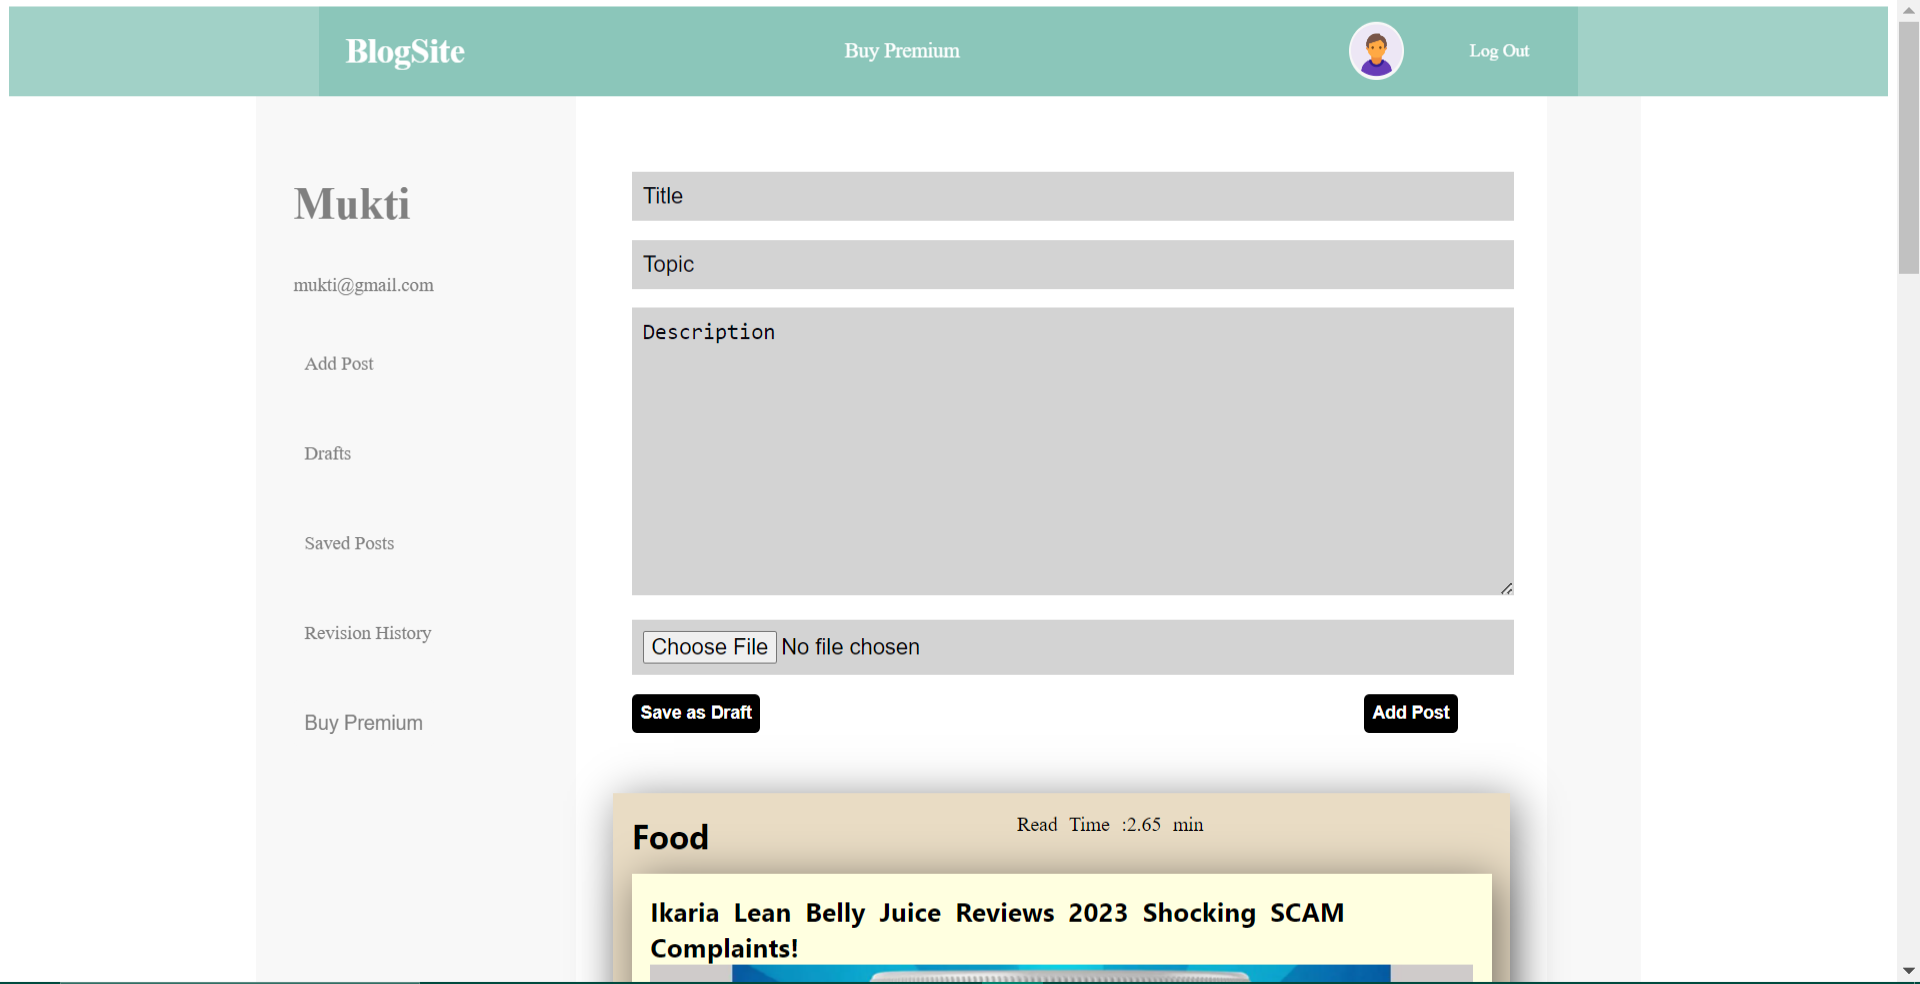 BlogSite
Buy Premium
Log Out
Mukti
mukti@gmail.com
Add Post
Drafts
Saved Posts
Revision History
Buy Premium
Title
Topic
Description
Choose File No file chosen
Save as Draft
Add Post
Food
Read Time :2.65 min
Ikaria Lean Belly Juice Reviews 2023 Shocking SCAM
Complaints!